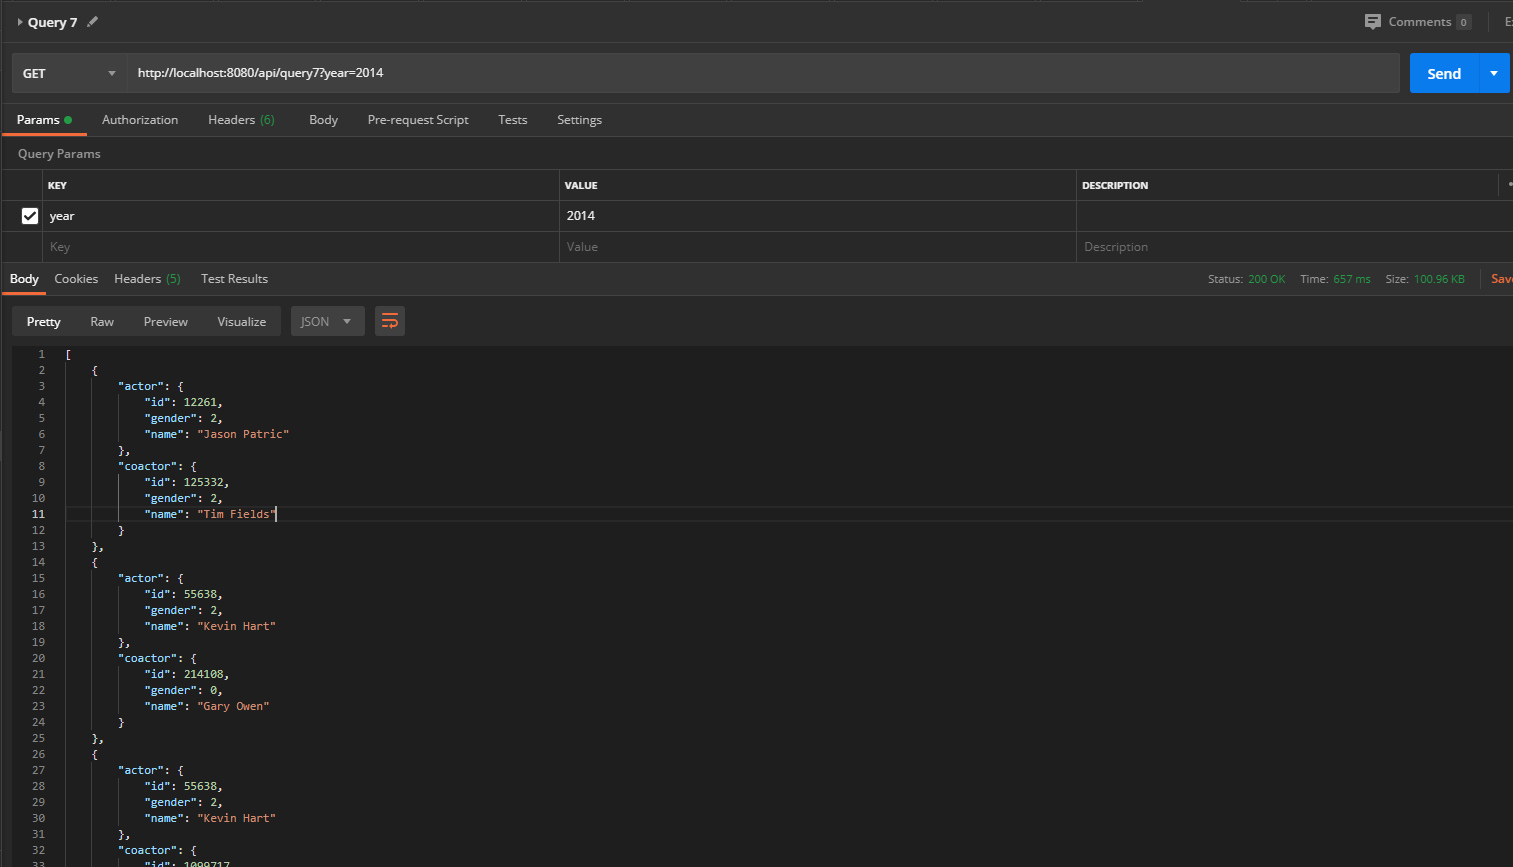 Query 7
Comments 0
GET http://localhost:8080/api/query7?year=2014 Send
Params Authorization Headers (6) Body Pre-request Script Tests Settings
Query Params
KEY VALUE DESCRIPTION
year 2014
Key Value Description
Body Cookies Headers (5) Test Results Status: 200 OK Time: 657 ms Size: 100.96 KB Save
Pretty Raw Preview Visualize JSON
1 [
2 {
3 "actor": {
4 "id": 12261,
5 "gender": 2,
6 "name": "Jason Patric"
7 },
8 "coactor": {
9 "id": 125332,
10 "gender": 2,
11 "name": "Tim Fields"
12 }
13 },
14 {
15 "actor": {
16 "id": 55638,
17 "gender": 2,
18 "name": "Kevin Hart"
19 },
20 "coactor": {
21 "id": 214108,
22 "gender": 0,
23 "name": "Gary Owen"
24 }
25 },
26 {
27 "actor": {
28 "id": 55638,
29 "gender": 2,
30 "name": "Kevin Hart"
31 },
32 "coactor": {
33 "id": 1099717